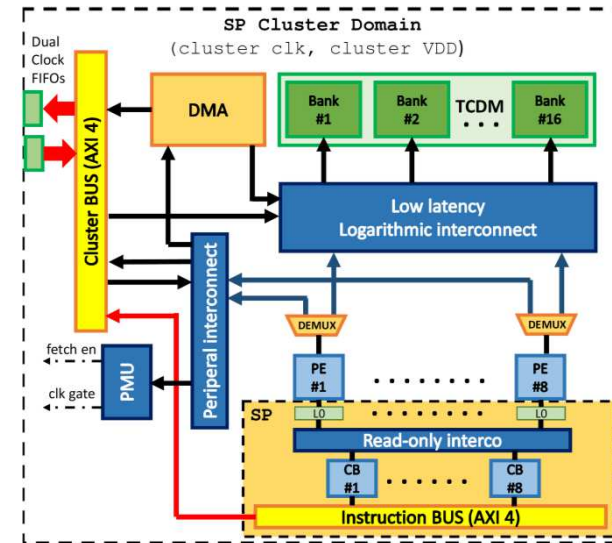 SP Cluster Domain
(cluster clk, cluster VDD)
Dual
Clock
FIFOs
DMA
Bank
#1
Bank
#2
TCDM
. . .
Bank
#16
Cluster BUS (AXI 4)
Low latency
Logarithmic interconnect
Periperal interconnect
DEMUX
DEMUX
fetch en
clk gate
PMU
PE
#1
. . . . . . . .
PE
#8
SP
L0
. . . . . . . .
L0
Read-only interco
CB
#1
. . . . . .
CB
#8
Instruction BUS (AXI 4)